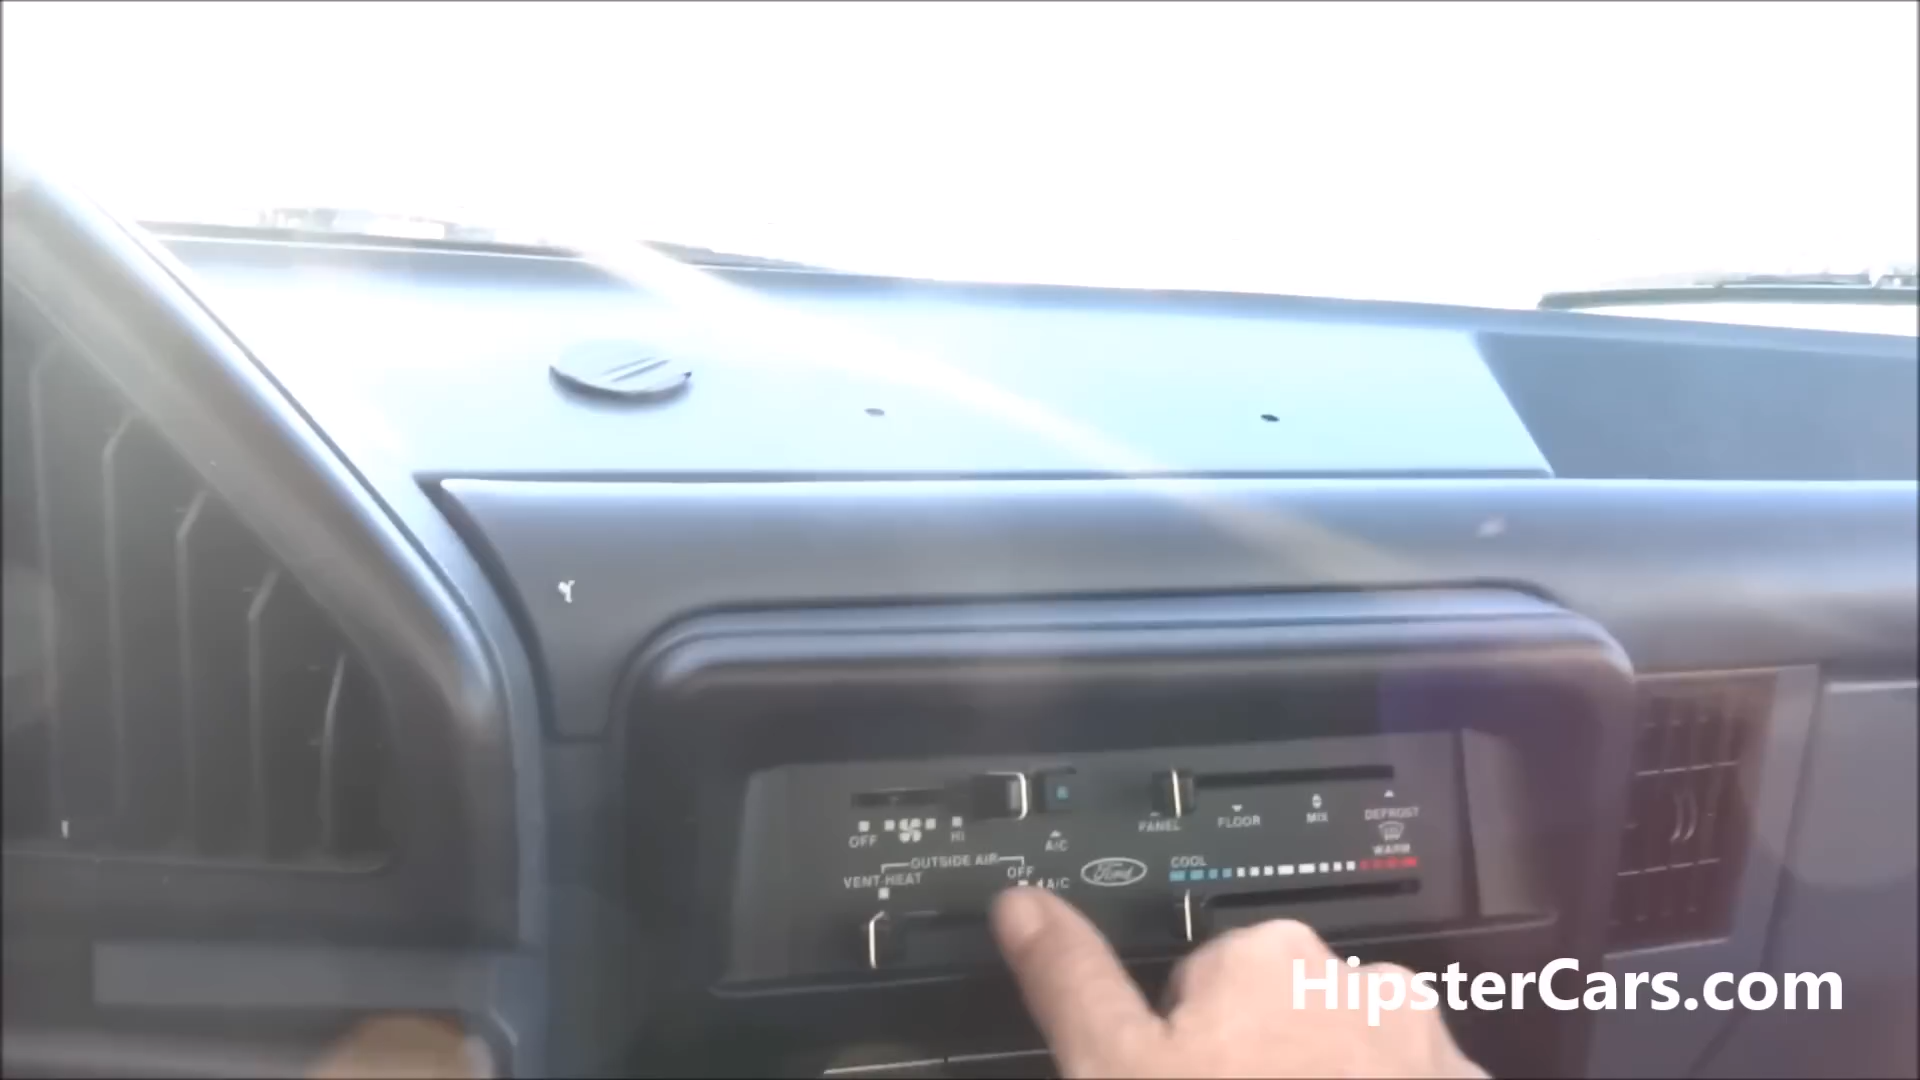 OFF
HI
A/C
PANEL
FLOOR
MIX
DEFROST
OUTSIDE AIR
VENT-HEAT
OFF
A/C
Ford
COOL
WARM
HipsterCars.com